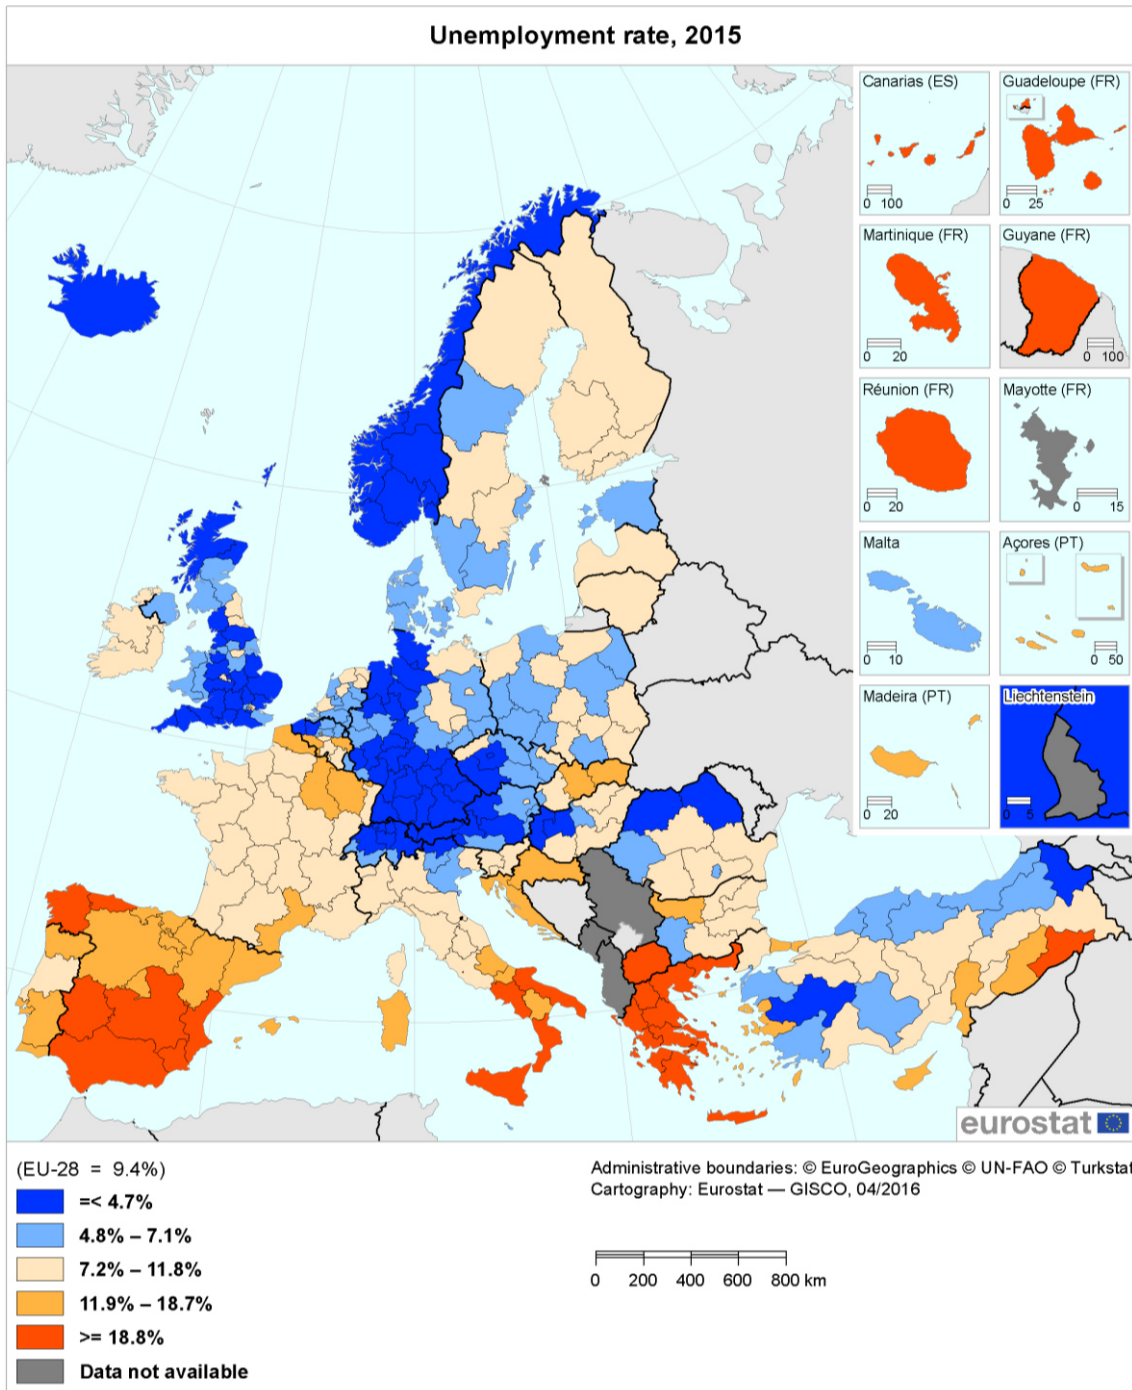 Unemployment rate, 2015
Canarias (ES)
0 100
Guadeloupe (FR)
0 25
Martinique (FR)
0 20
Guyane (FR)
0 100
Réunion (FR)
0 20
Mayotte (FR)
0 15
Malta
0 10
Açores (PT)
0 50
Madeira (PT)
0 20
Liechtenstein
0 5
eurostat
(EU-28 = 9.4%)
=< 4.7%
4.8% – 7.1%
7.2% – 11.8%
11.9% – 18.7%
>= 18.8%
Data not available
Administrative boundaries: © EuroGeographics © UN-FAO © Turkstat
Cartography: Eurostat — GISCO, 04/2016
0 200 400 600 800 km